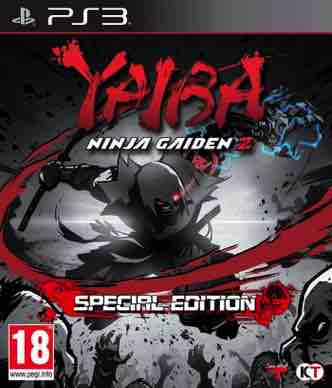 PS3
YAIBA
NINJA GAIDEN Z
SPECIAL EDITION
18
www.pegi.info
KT